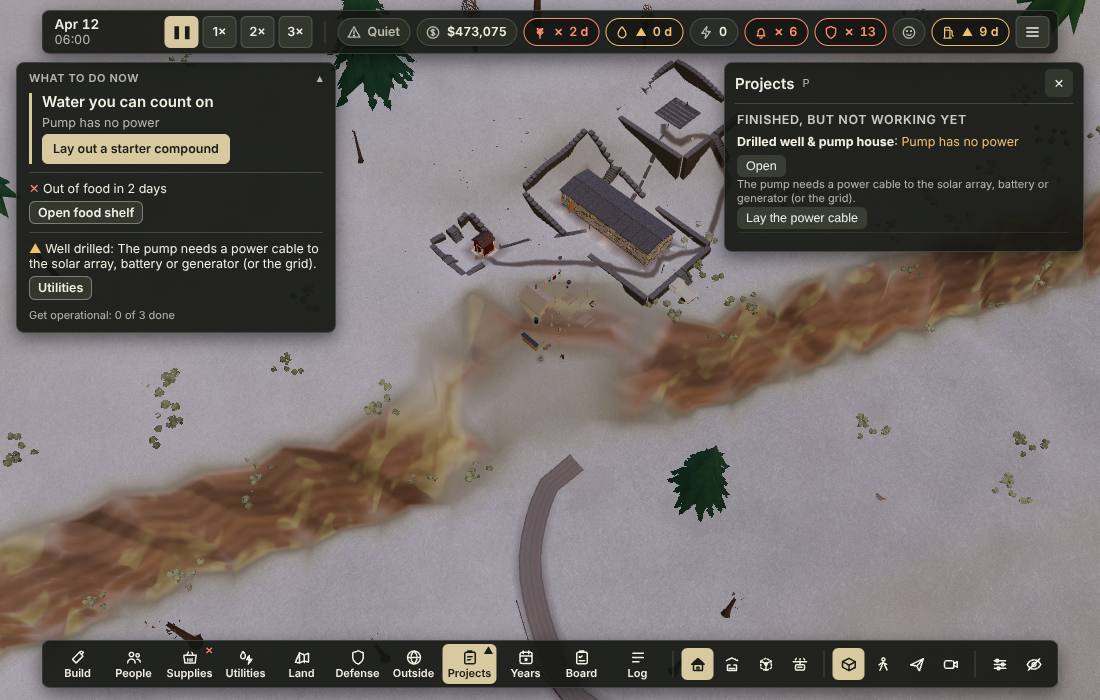 Apr 12
06:00
1×
2×
3×
Quiet
$473,075
× 2 d
0 d
0
× 6
× 13
9 d
WHAT TO DO NOW
Water you can count on
Pump has no power
Lay out a starter compound
× Out of food in 2 days
Open food shelf
Well drilled: The pump needs a power cable to
the solar array, battery or generator (or the grid).
Utilities
Get operational: 0 of 3 done
Projects P
FINISHED, BUT NOT WORKING YET
Drilled well & pump house: Pump has no power
Open
The pump needs a power cable to the solar array, battery or
generator (or the grid).
Lay the power cable
Build
People
Supplies
Utilities
Land
Defense
Outside
Projects
Years
Board
Log